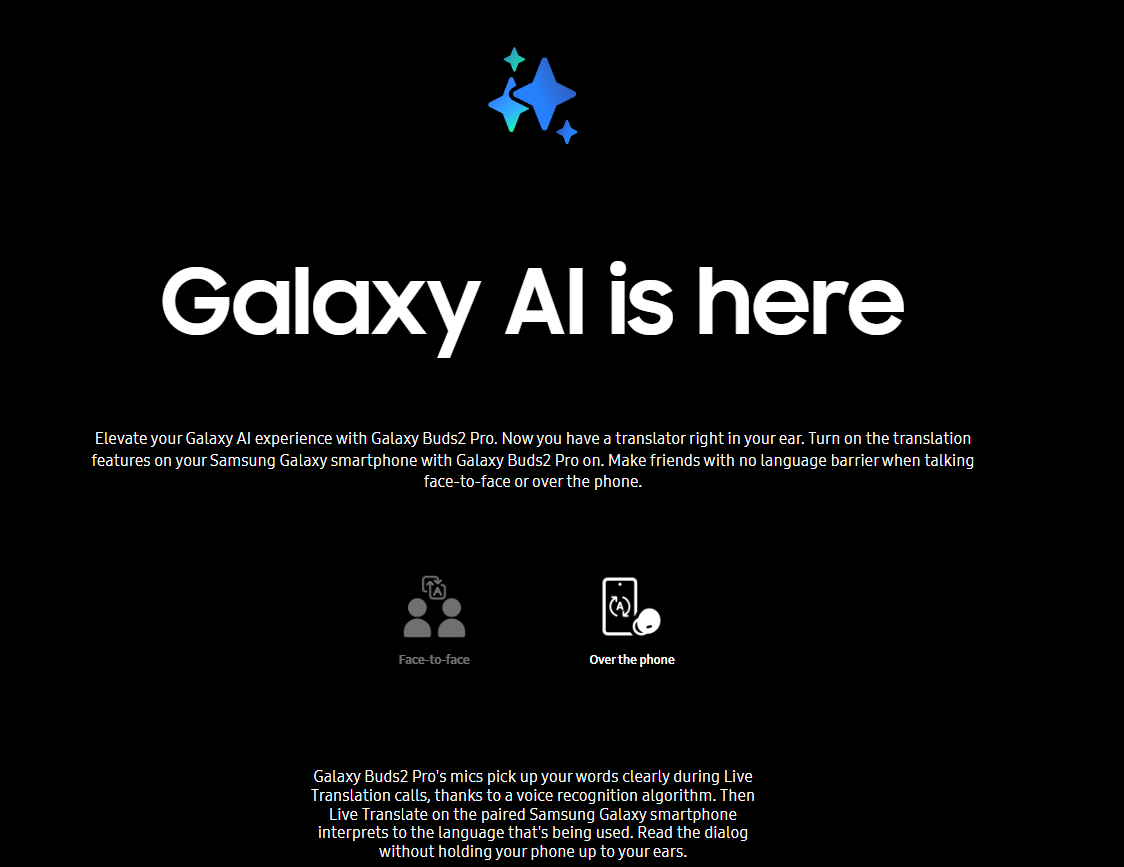 Galaxy AI is here
Elevate your Galaxy AI experience with Galaxy Buds2 Pro. Now you have a translator right in your ear. Turn on the translation
features on your Samsung Galaxy smartphone with Galaxy Buds2 Pro on. Make friends with no language barrier when talking
face-to-face or over the phone.
A
A
Face-to-face
Over the phone
Galaxy Buds2 Pro's mics pick up your words clearly during Live
Translation calls, thanks to a voice recognition algorithm. Then
Live Translate on the paired Samsung Galaxy smartphone
interprets to the language that's being used. Read the dialog
without holding your phone up to your ears.